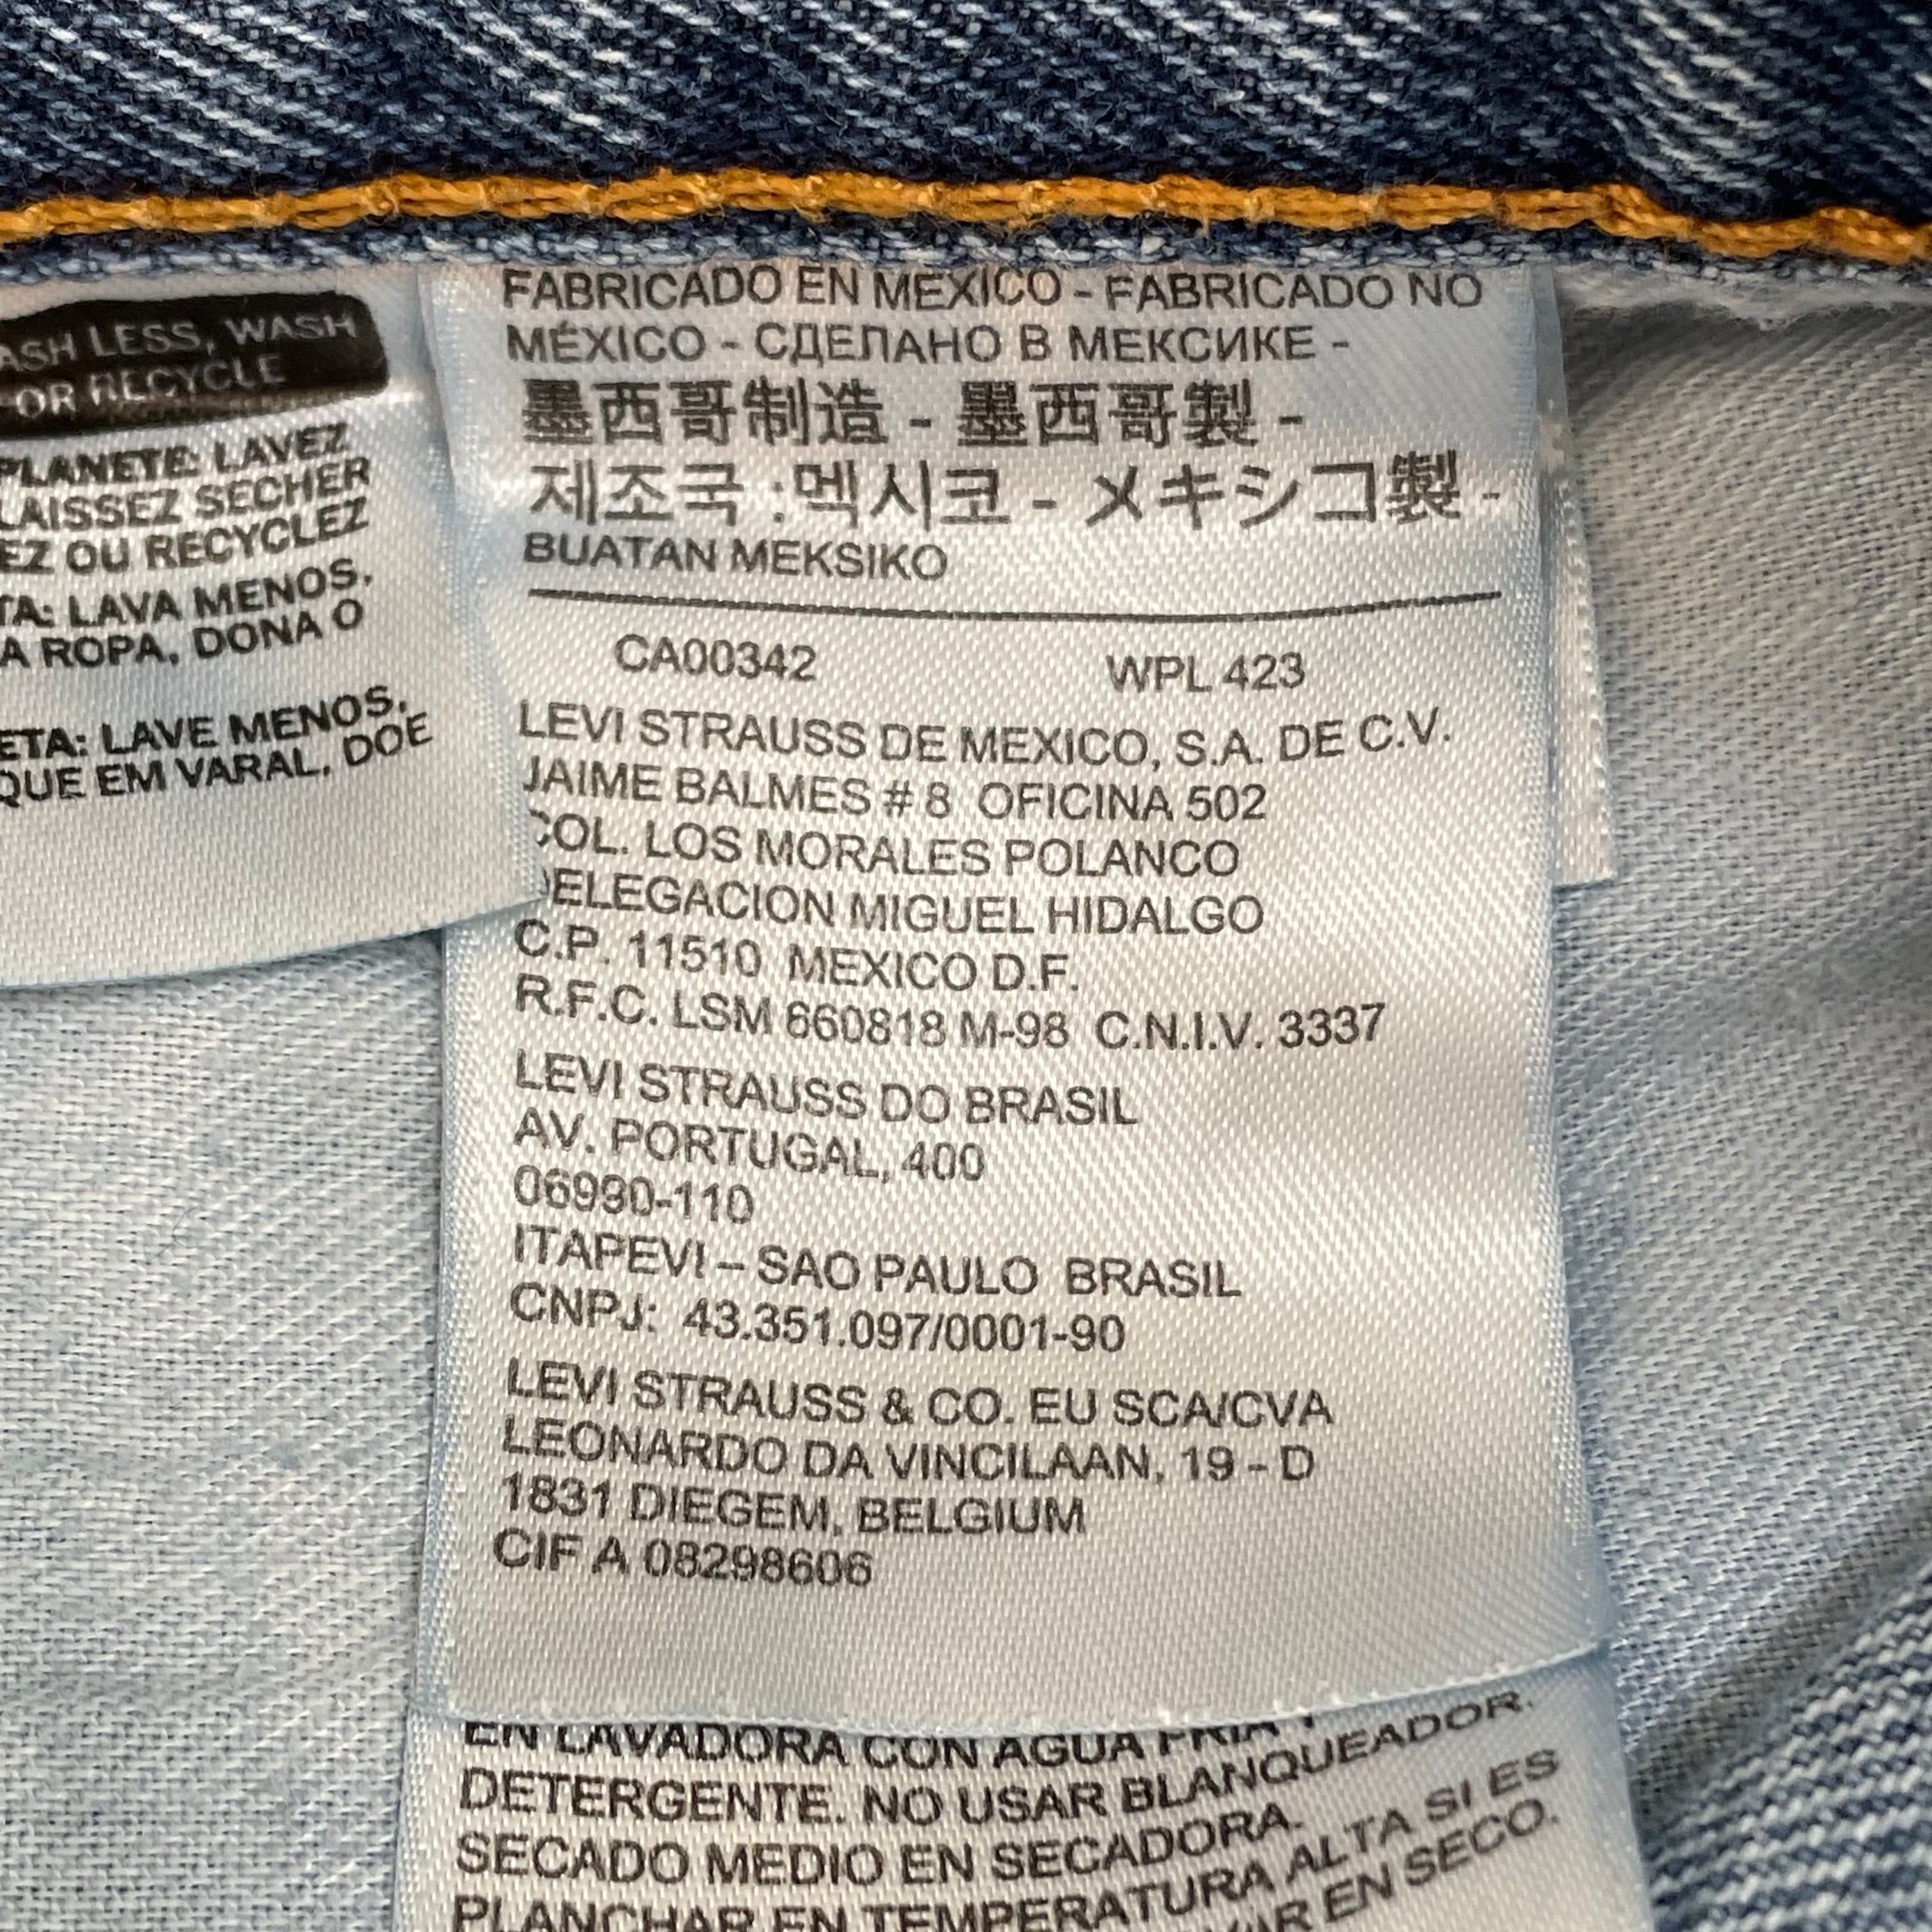 LESS, WASH
OR RECYCLE
PLANETE: LAVEZ
LAISSEZ SECHER
OU RECYCLEZ
LAVA MENOS,
A ROPA, DONA O
LAVE MENOS,
QUE EM VARAL, DOE
FABRICADO EN MEXICO - FABRICADO NO
MÉXICO - СДЕЛАНО В МЕКСИКЕ -
墨西哥制造 - 墨西哥製 -
제조국 :멕시코 - メキシコ製 -
BUATAN MEKSIKO
CA00342 WPL 423
LEVI STRAUSS DE MEXICO, S.A. DE C.V.
JAIME BALMES # 8 OFICINA 502
COL. LOS MORALES POLANCO
DELEGACION MIGUEL HIDALGO
C.P. 11510 MEXICO D.F.
R.F.C. LSM 660818 M-98 C.N.I.V. 3337
LEVI STRAUSS DO BRASIL
AV. PORTUGAL, 400
06990-110
ITAPEVI – SAO PAULO BRASIL
CNPJ: 43.351.097/0001-90
LEVI STRAUSS & CO. EU SCA/CVA
LEONARDO DA VINCILAAN, 19 - D
1831 DIEGEM, BELGIUM
CIF A 08298606
EN LAVADORA CON AGUA FRIA Y
DETERGENTE. NO USAR BLANQUEADOR.
SECADO MEDIO EN SECADORA.
PLANCHAR EN TEMPERATURA ALTA SI ES
EN SECO.